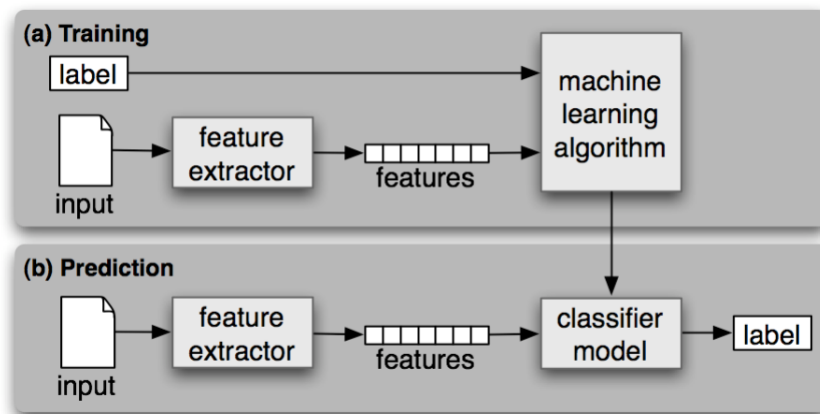 (a) Training
label
machine
learning
algorithm
feature
extractor
features
input
(b) Prediction
feature
extractor
features
input
classifier
model
label